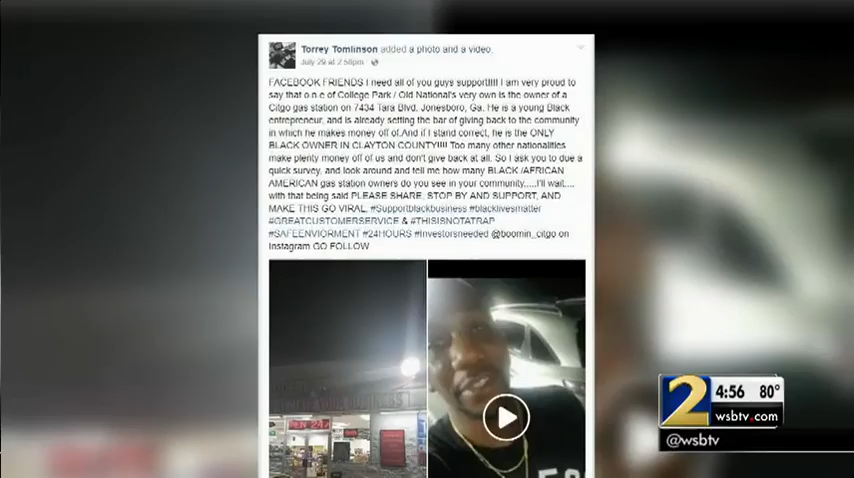 Torrey Tomlinson added a photo and a video.
July 29 at 2:58pm
FACEBOOK FRIENDS I need all of you guys support!!!! I am very proud to
say that o n e of College Park / Old National's very own is the owner of a
Citgo gas station on 7434 Tara Blvd. Jonesboro, Ga. He is a young Black
entrepreneur, and is already setting the bar of giving back to the community
in which he makes money off of.And if I stand correct, he is the ONLY
BLACK OWNER IN CLAYTON COUNTY!!!! Too many other nationalities
make plenty money off of us and don't give back at all. So I ask you to due a
quick survey, and look around and tell me how many BLACK /AFRICAN
AMERICAN gas station owners do you see in your community.....I'll wait....
with that being said PLEASE SHARE, STOP BY AND SUPPORT, AND
MAKE THIS GO VIRAL. #Supportblackbusiness #blacklivesmatter
#GREATCUSTOMERSERVICE & #THISISNOTATRAP
#SAFEENVIORMENT #24HOURS #Investorsneeded @boomin_citgo on
Instagram GO FOLLOW
OPEN 24
2 4:56 80°
wsbtv.com
@wsbtv